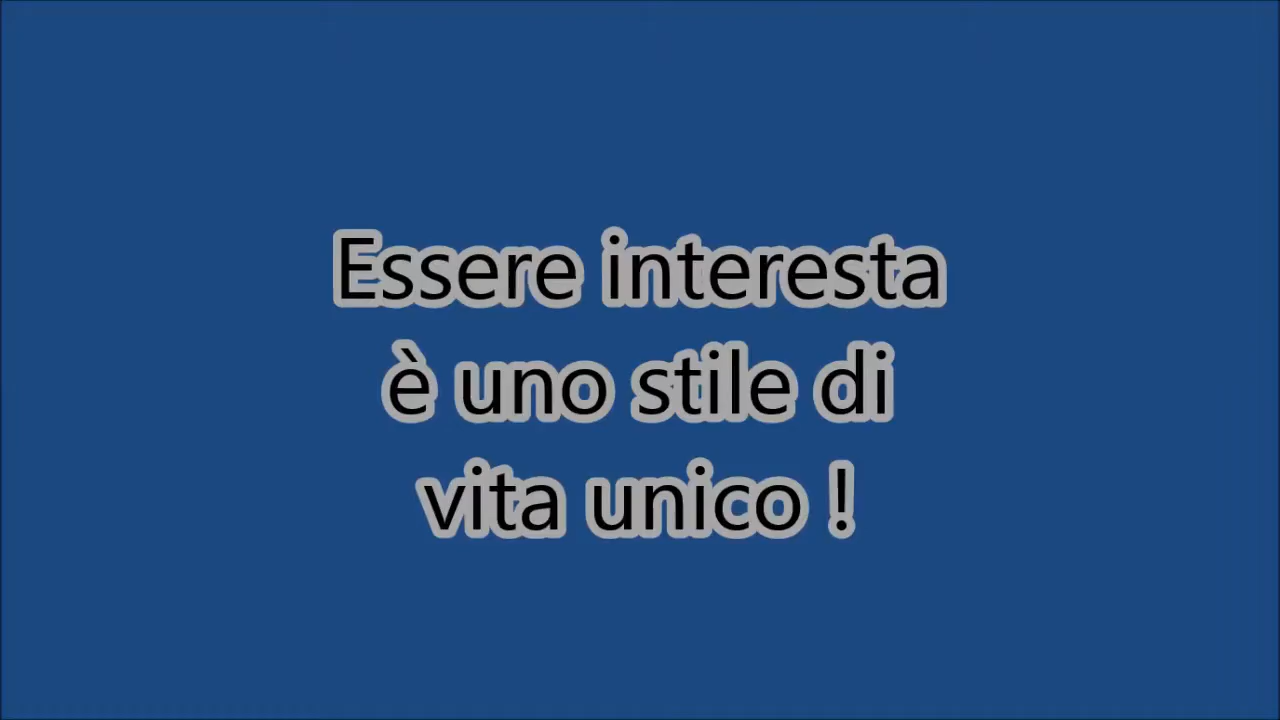 Essere interesta
è uno stile di
vita unico !